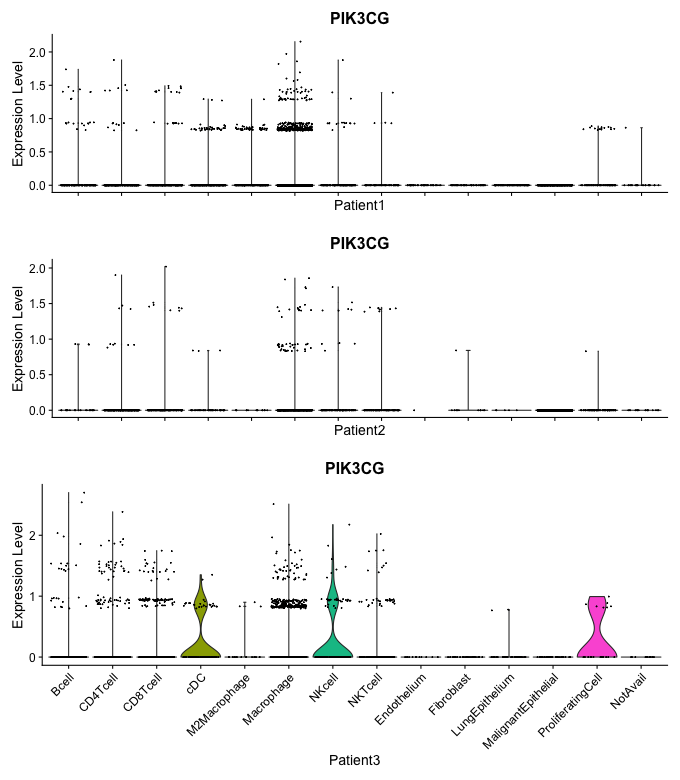 PIK3CG
Expression Level
2.0
1.5
1.0
0.5
0.0
Patient1
PIK3CG
Expression Level
2.0
1.5
1.0
0.5
0.0
Patient2
PIK3CG
Expression Level
2
1
0
Bcell
CD4Tcell
CD8Tcell
cDC
M2Macrophage
Macrophage
NKcell
NKTcell
Endothelium
Fibroblast
LungEpithelium
MalignantEpithelial
ProliferatingCell
NotAvail
Patient3